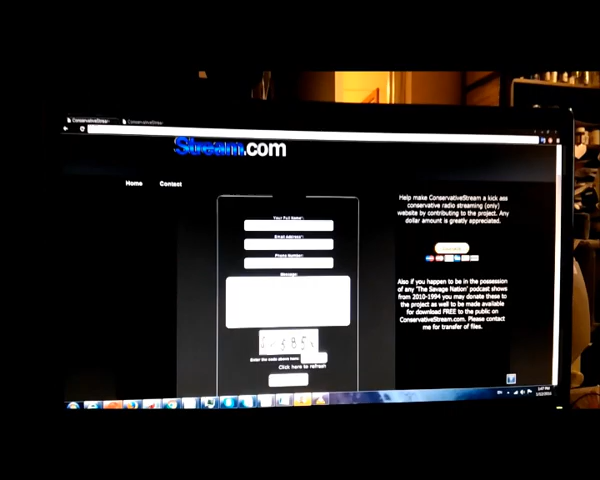 ConservativeStream
ConservativeStream
Stream.com
Home Contact
Your Full Name*:
Email Address*:
Phone Number:
Message:
Enter the code above here:
Click here to refresh
Help make ConservativeStream a kick ass
conservative radio streaming (only)
website by contributing to the project. Any
dollar amount is greatly appreciated.
Also if you happen to be in the possession
of any 'The Savage Nation' podcast shows
from 2010-1994 you may donate these to
the project as well to be made available
for download FREE to the public on
ConservativeStream.com. Please contact
me for transfer of files.